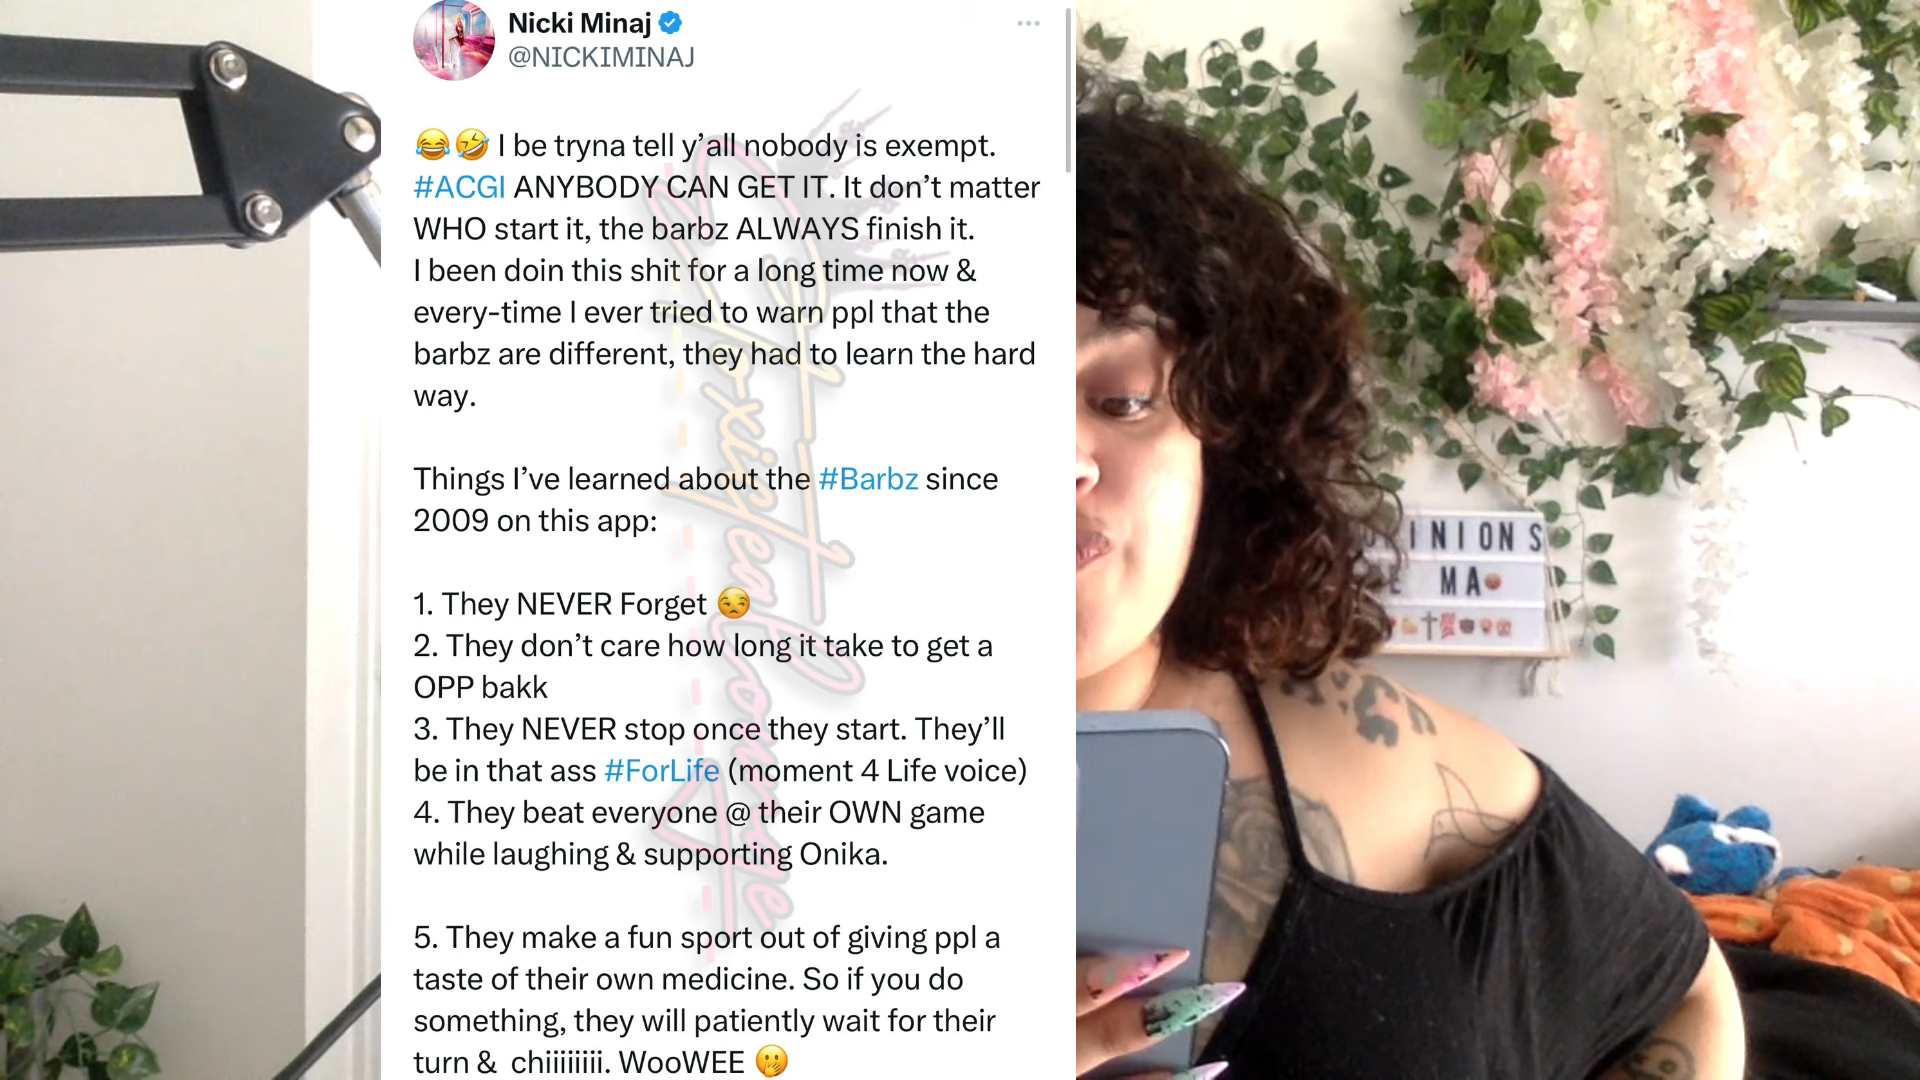 Nicki Minaj
@NICKIMINAJ
😂🤣 I be tryna tell y’all nobody is exempt.
#ACGI ANYBODY CAN GET IT. It don’t matter
WHO start it, the barbz ALWAYS finish it.
I been doin this shit for a long time now &
every-time I ever tried to warn ppl that the
barbz are different, they had to learn the hard
way.
Things I’ve learned about the #Barbz since
2009 on this app:
1. They NEVER Forget 😒
2. They don’t care how long it take to get a
OPP bakk
3. They NEVER stop once they start. They’ll
be in that ass #ForLife (moment 4 Life voice)
4. They beat everyone @ their OWN game
while laughing & supporting Onika.
5. They make a fun sport out of giving ppl a
taste of their own medicine. So if you do
something, they will patiently wait for their
turn & chiiiiiiiii. WooWEE 🤭
INIONS
MA